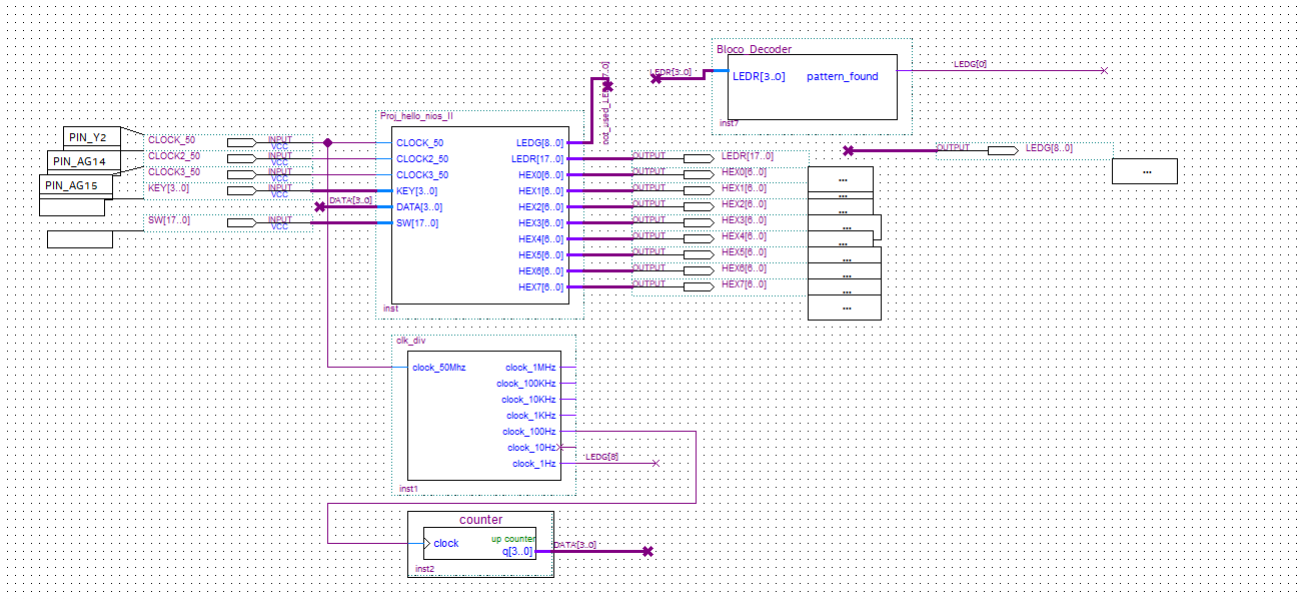 Bloco_Decoder
LEDR[3..0] pattern_found
inst7
LEDR[3..0]
LEDG[0]
not_used_LED[7..0]
PIN_Y2
PIN_AG14
PIN_AG15
CLOCK_50 INPUT VCC
CLOCK2_50 INPUT VCC
CLOCK3_50 INPUT VCC
KEY[3..0] INPUT VCC
DATA[3..0]
SW[17..0] INPUT VCC
Proj_hello_nios_II
CLOCK_50 LEDG[8..0]
CLOCK2_50 LEDR[17..0]
CLOCK3_50 HEX0[6..0]
KEY[3..0] HEX1[6..0]
DATA[3..0] HEX2[6..0]
SW[17..0] HEX3[6..0]
HEX4[6..0]
HEX5[6..0]
HEX6[6..0]
HEX7[6..0]
inst
OUTPUT LEDR[17..0]
OUTPUT HEX0[6..0]
OUTPUT HEX1[6..0]
OUTPUT HEX2[6..0]
OUTPUT HEX3[6..0]
OUTPUT HEX4[6..0]
OUTPUT HEX5[6..0]
OUTPUT HEX6[6..0]
OUTPUT HEX7[6..0]
...
...
...
...
...
...
...
...
...
OUTPUT LEDG[8..0]
...
clk_div
clock_50Mhz clock_1MHz
clock_100KHz
clock_10KHz
clock_1KHz
clock_100Hz
clock_10Hz
clock_1Hz
LEDG[8]
inst1
counter
up counter
clock q[3..0]
DATA[3..0]
inst2